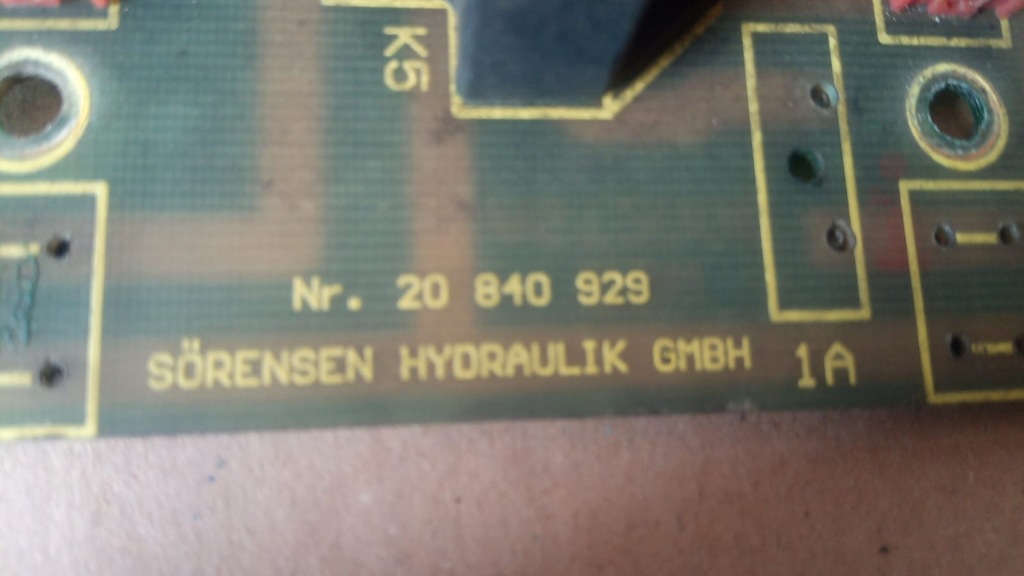 K5
Nr. 20 840 929
SÖRENSEN HYDRAULIK GMBH 1A